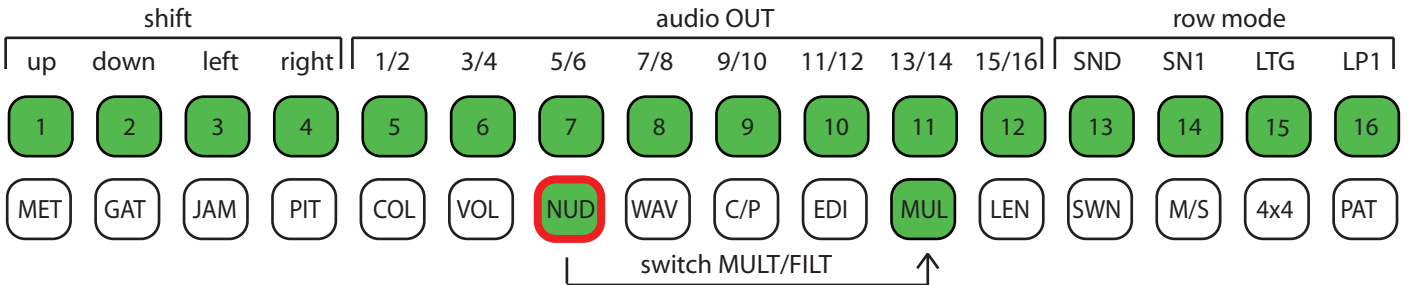 shift audio OUT row mode
up down left right 1/2 3/4 5/6 7/8 9/10 11/12 13/14 15/16 SND SN1 LTG LP1
1 2 3 4 5 6 7 8 9 10 11 12 13 14 15 16
MET GAT JAM PIT COL VOL NUD WAV C/P EDI MUL LEN SWN M/S 4x4 PAT
switch MULT/FILT